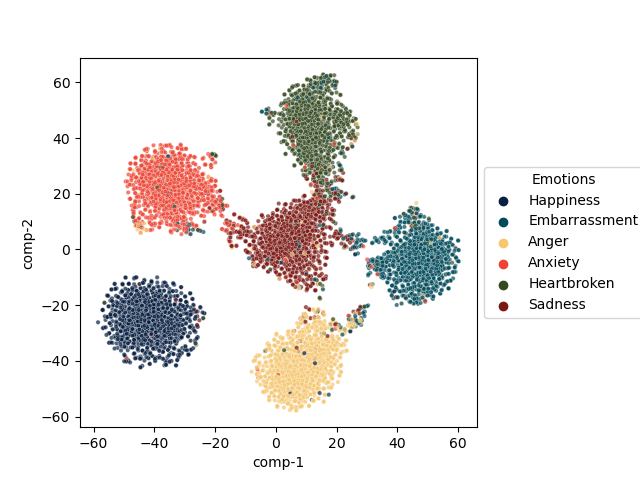 60
40
20
0
−20
−40
−60
comp-2
−60 −40 −20 0 20 40 60
comp-1
Emotions
Happiness
Embarrassment
Anger
Anxiety
Heartbroken
Sadness